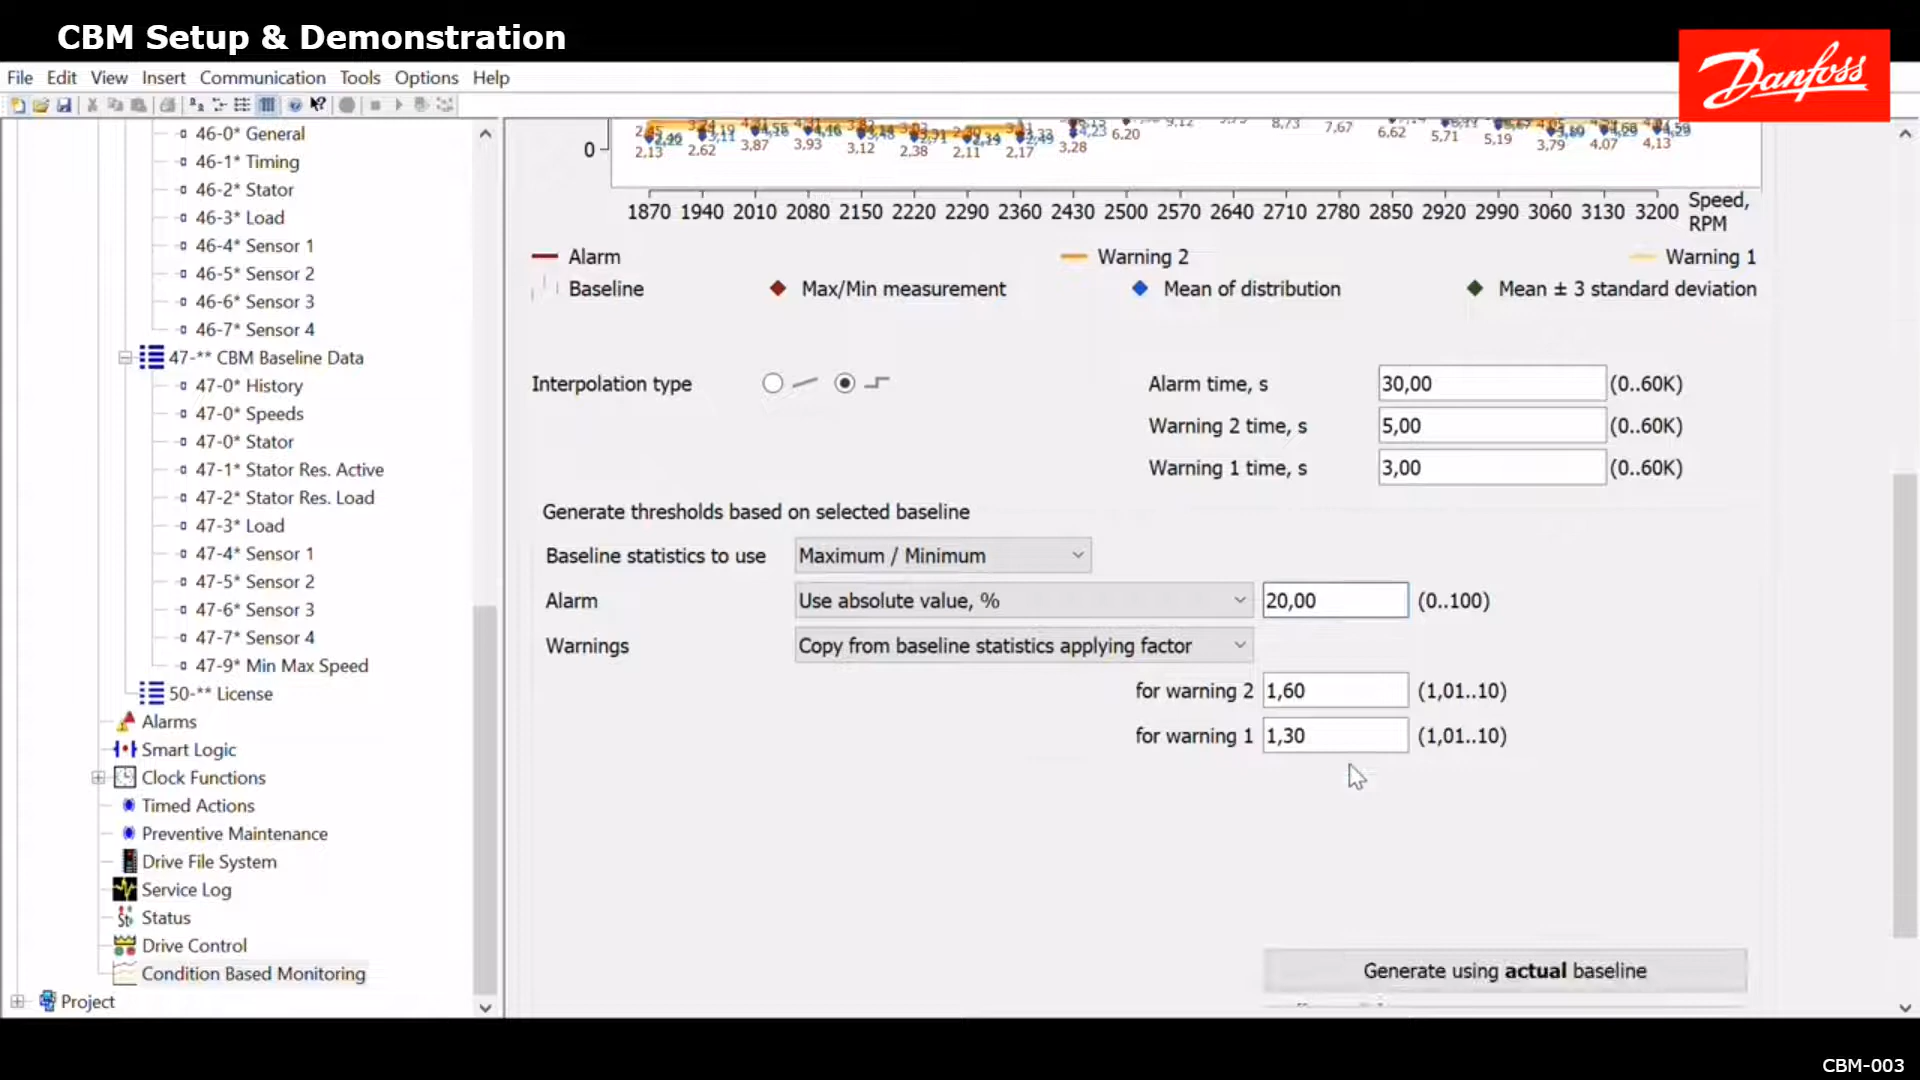 CBM Setup & Demonstration
Danfoss
File Edit View Insert Communication Tools Options Help
46-0* General
46-1* Timing
46-2* Stator
46-3* Load
46-4* Sensor 1
46-5* Sensor 2
46-6* Sensor 3
46-7* Sensor 4
47-** CBM Baseline Data
47-0* History
47-0* Speeds
47-0* Stator
47-1* Stator Res. Active
47-2* Stator Res. Load
47-3* Load
47-4* Sensor 1
47-5* Sensor 2
47-6* Sensor 3
47-7* Sensor 4
47-9* Min Max Speed
50-** License
Alarms
Smart Logic
Clock Functions
Timed Actions
Preventive Maintenance
Drive File System
Service Log
Status
Drive Control
Condition Based Monitoring
Project
0
2,13 2,62 3,87 3,93 3,12 2,38 2,11 2,17 3,28 6,20 8,73 7,67 6,62 5,71 5,19 3,79 4,07 4,13
1870 1940 2010 2080 2150 2220 2290 2360 2430 2500 2570 2640 2710 2780 2850 2920 2990 3060 3130 3200
Speed,
RPM
Alarm Warning 2 Warning 1
Baseline Max/Min measurement Mean of distribution Mean ± 3 standard deviation
Interpolation type
Alarm time, s 30,00 (0..60K)
Warning 2 time, s 5,00 (0..60K)
Warning 1 time, s 3,00 (0..60K)
Generate thresholds based on selected baseline
Baseline statistics to use Maximum / Minimum
Alarm Use absolute value, % 20,00 (0..100)
Warnings Copy from baseline statistics applying factor
for warning 2 1,60 (1,01..10)
for warning 1 1,30 (1,01..10)
Generate using actual baseline
CBM-003